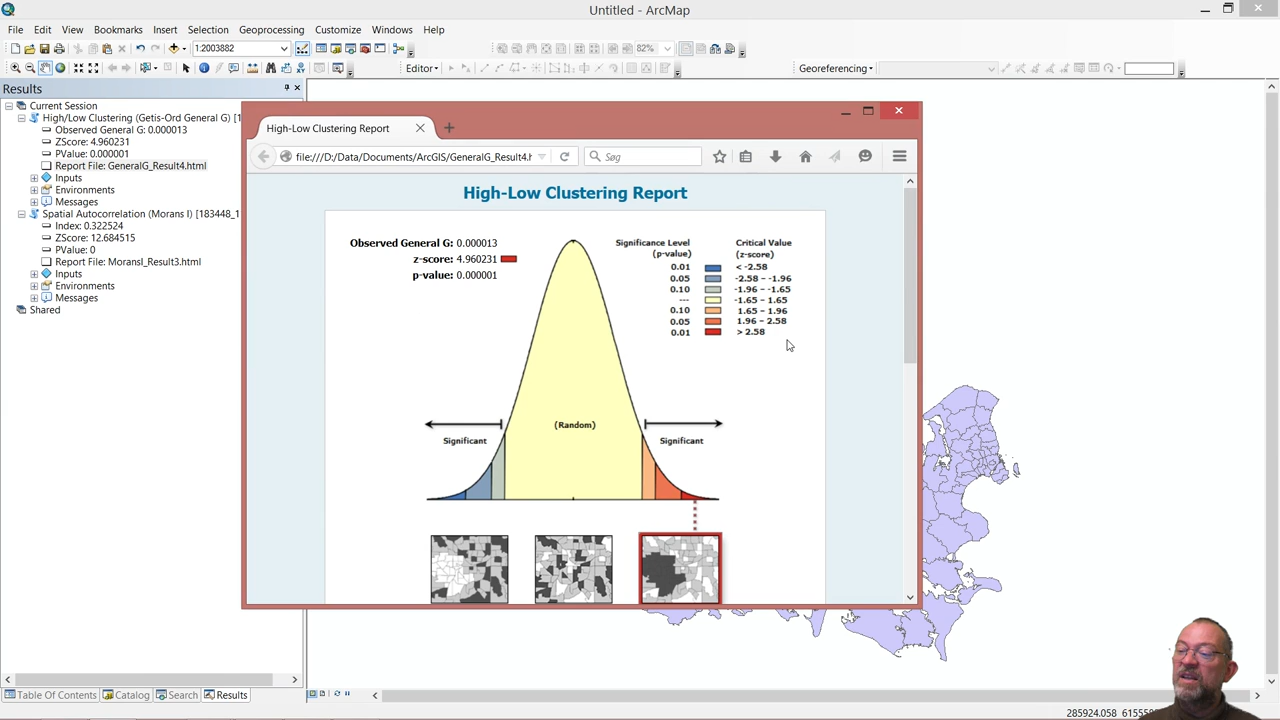 Untitled - ArcMap
File Edit View Bookmarks Insert Selection Geoprocessing Customize Windows Help
1:2003882
82%
Editor
Georeferencing
Results
Current Session
High/Low Clustering (Getis-Ord General G) [1
Observed General G: 0.000013
ZScore: 4.960231
PValue: 0.000001
Report File: GeneralG_Result4.html
Inputs
Environments
Messages
Spatial Autocorrelation (Morans I) [183448_1
Index: 0.322524
ZScore: 12.684515
PValue: 0
Report File: MoransI_Result3.html
Inputs
Environments
Messages
Shared
Table Of Contents Catalog Search Results
High-Low Clustering Report
file:///D:/Data/Documents/ArcGIS/GeneralG_Result4.h
Søg
High-Low Clustering Report
Observed General G: 0.000013
z-score: 4.960231
p-value: 0.000001
Significance Level
(p-value)
Critical Value
(z-score)
0.01 < -2.58
0.05 -2.58 – -1.96
0.10 -1.96 – -1.65
--- -1.65 – 1.65
0.10 1.65 – 1.96
0.05 1.96 – 2.58
0.01 > 2.58
Significant
(Random)
Significant